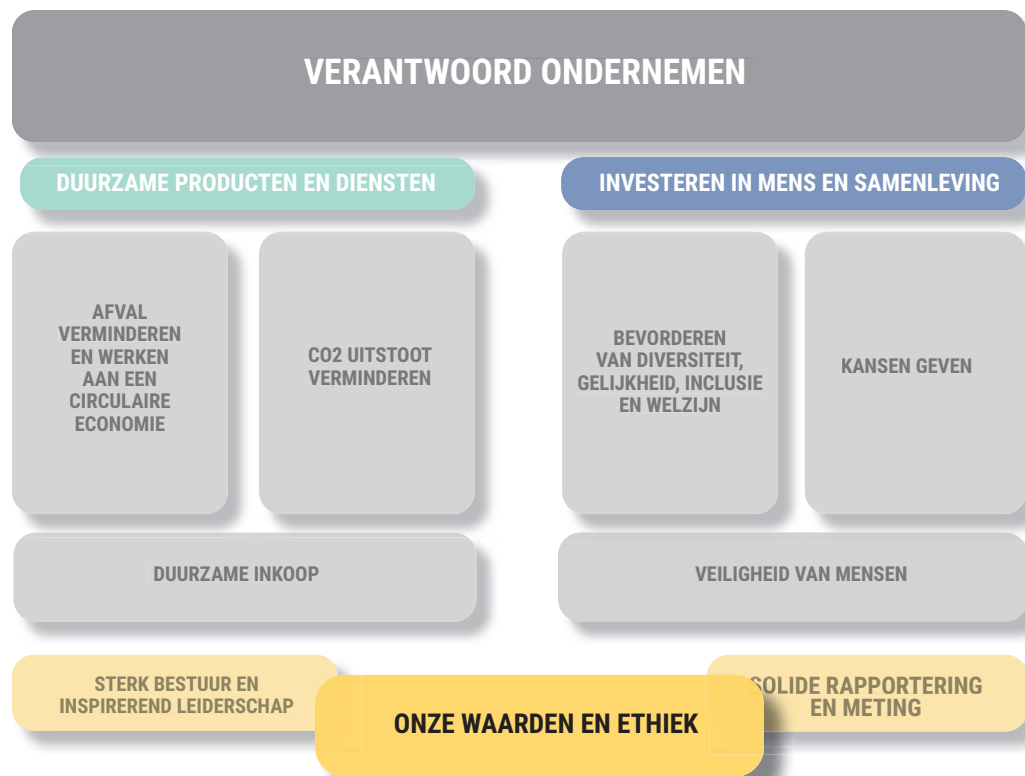 VERANTWOORD ONDERNEMEN
DUURZAME PRODUCTEN EN DIENSTEN
INVESTEREN IN MENS EN SAMENLEVING
AFVAL
VERMINDEREN
EN WERKEN
AAN EEN
CIRCULAIRE
ECONOMIE
CO2 UITSTOOT
VERMINDEREN
BEVORDEREN
VAN DIVERSITEIT,
GELIJKHEID, INCLUSIE
EN WELZIJN
KANSEN GEVEN
DUURZAME INKOOP
VEILIGHEID VAN MENSEN
STERK BESTUUR EN
INSPIREREND LEIDERSCHAP
ONZE WAARDEN EN ETHIEK
SOLIDE RAPPORTERING
EN METING